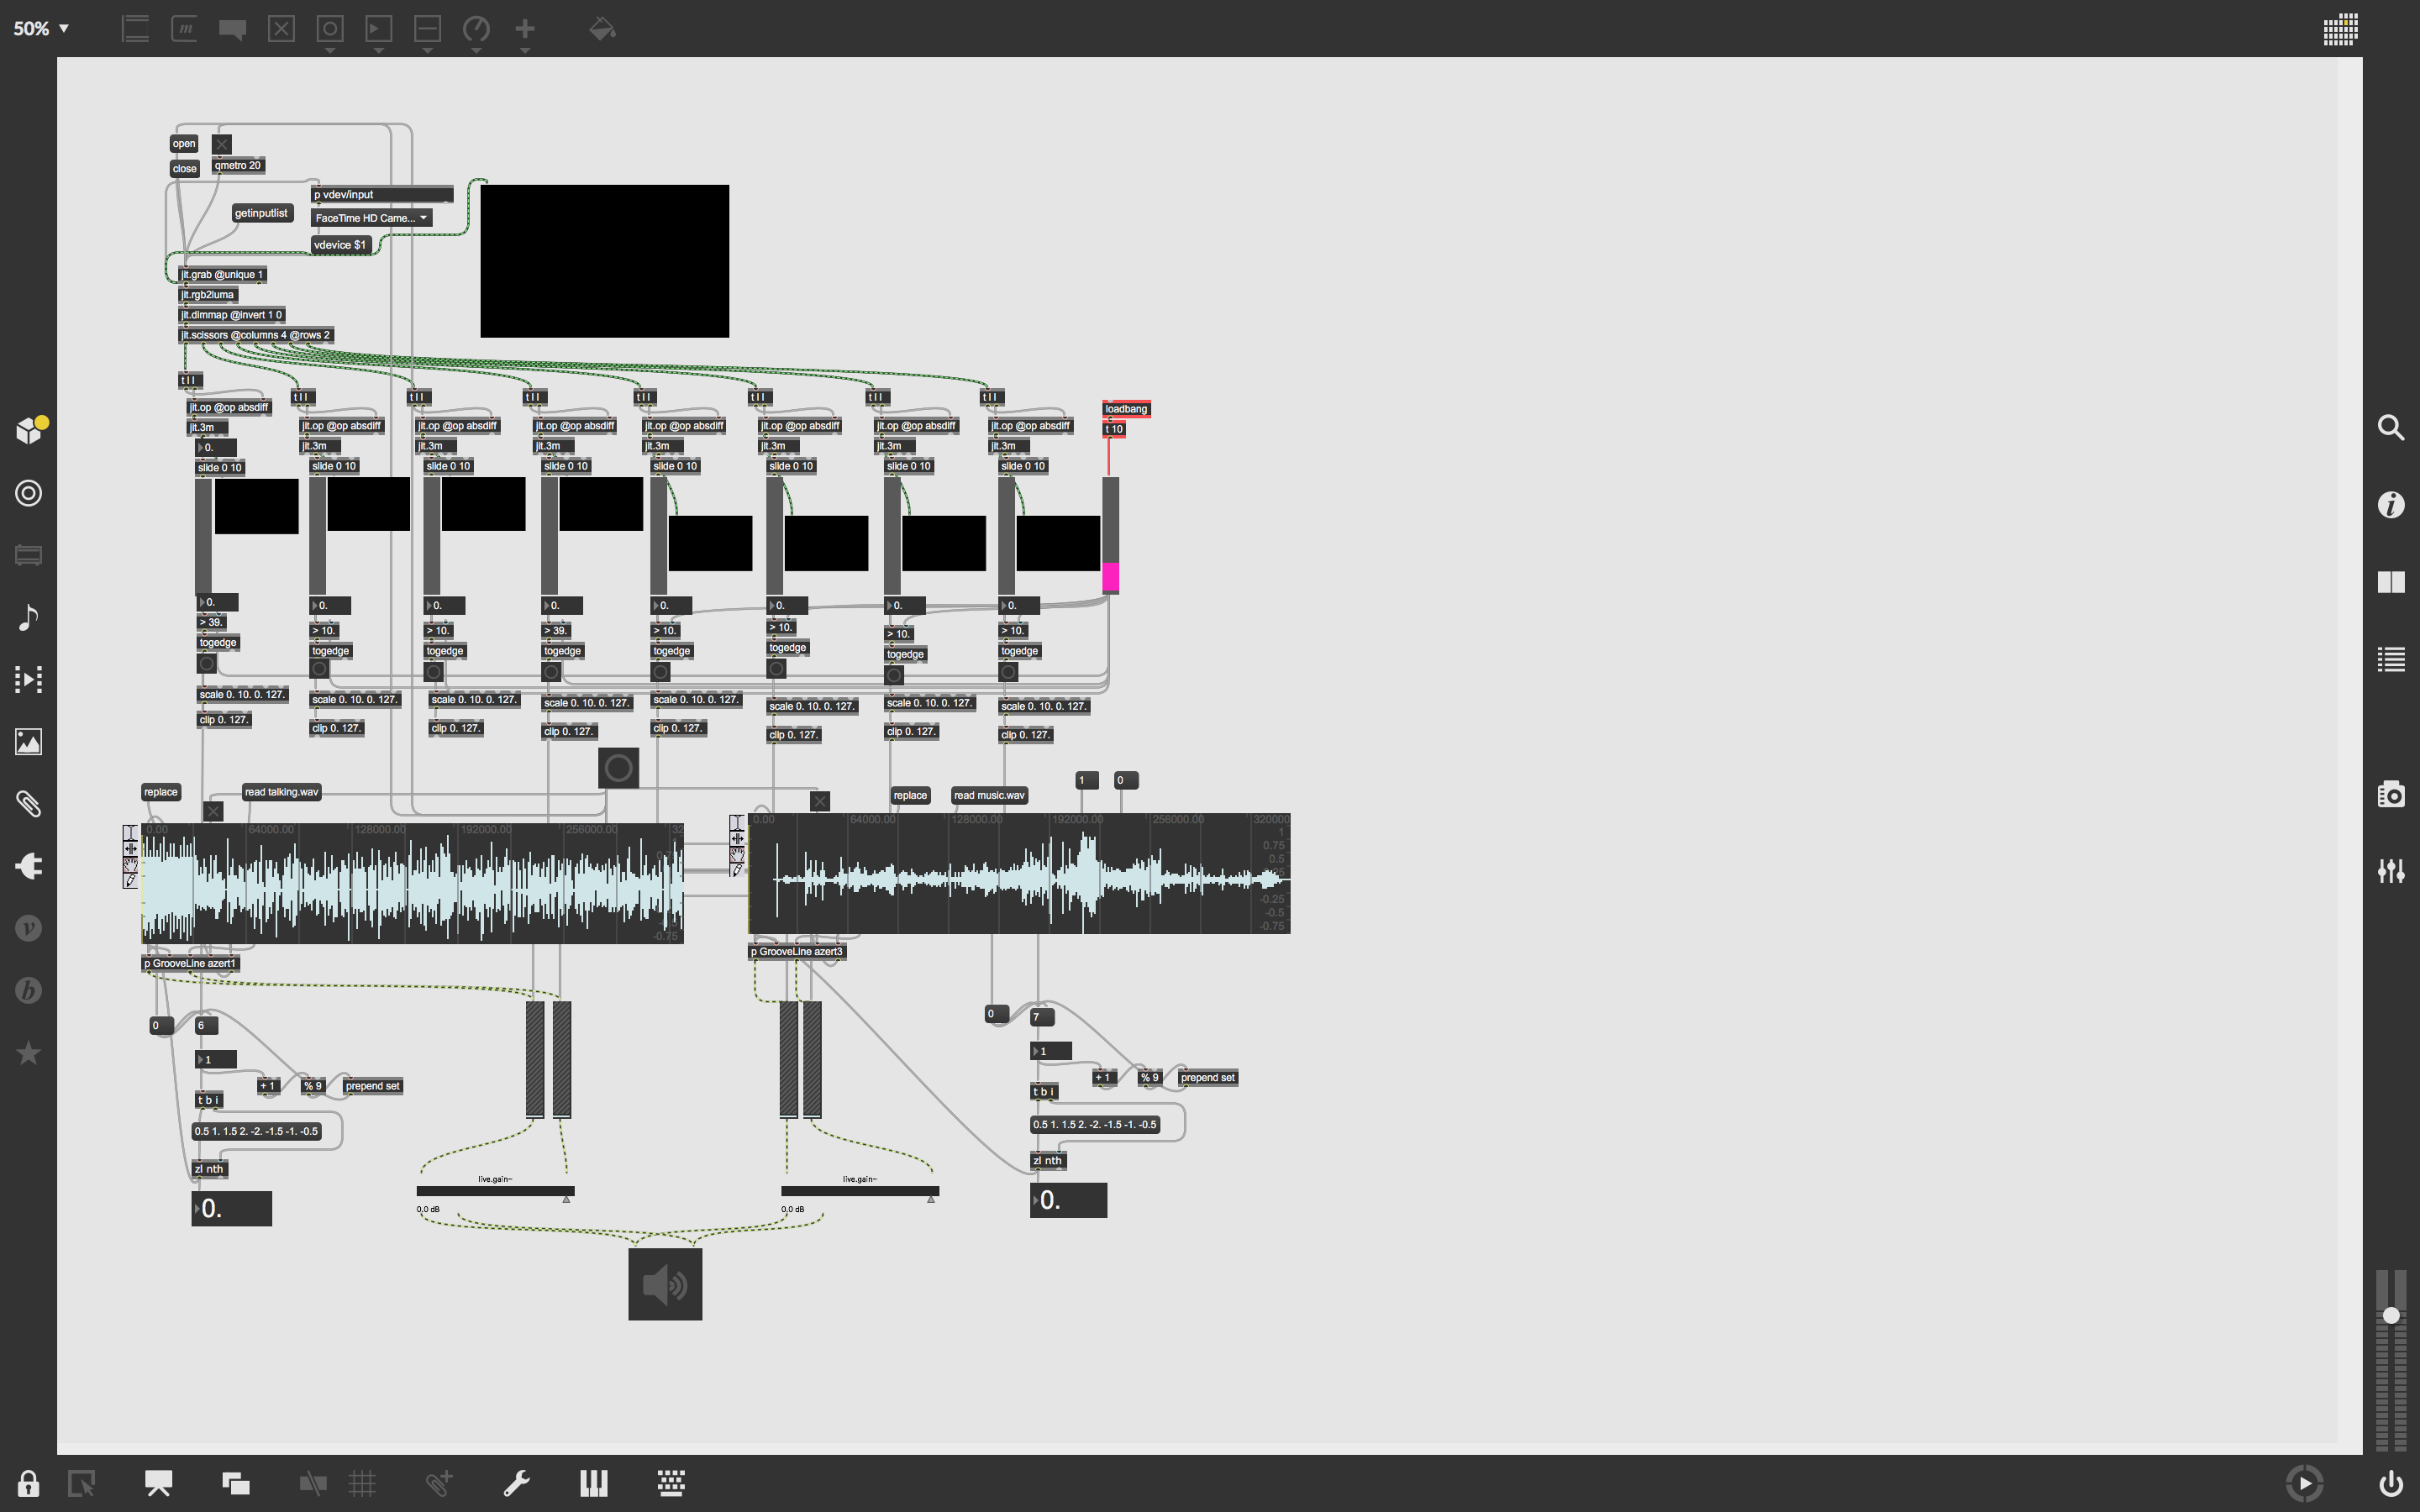 50%
open
close
qmetro 20
p vdev/input
getinputlist
FaceTime HD Came...
vdevice $1
jit.grab @unique 1
jit.rgb2luma
jit.dimmap @invert 1 0
jit.scissors @columns 4 @rows 2
t l l
t l l t l l t l l t l l t l l t l l t l l
jit.op @op absdiff
loadbang
jit.op @op absdiff jit.op @op absdiff jit.op @op absdiff jit.op @op absdiff jit.op @op absdiff jit.op @op absdiff jit.op @op absdiff
jit.3m
t 10
0.
jit.3m jit.3m jit.3m jit.3m jit.3m jit.3m jit.3m
slide 0 10 slide 0 10 slide 0 10 slide 0 10 slide 0 10 slide 0 10 slide 0 10 slide 0 10
0. 0. 0. 0. 0. 0. 0. 0.
> 39. > 10. > 10. > 39. > 10. > 10. > 10. > 10.
togedge togedge togedge togedge togedge togedge togedge togedge
scale 0. 10. 0. 127. scale 0. 10. 0. 127. scale 0. 10. 0. 127. scale 0. 10. 0. 127. scale 0. 10. 0. 127. scale 0. 10. 0. 127. scale 0. 10. 0. 127. scale 0. 10. 0. 127.
clip 0. 127. clip 0. 127. clip 0. 127. clip 0. 127. clip 0. 127. clip 0. 127. clip 0. 127. clip 0. 127.
1 0
replace read talking.wav replace read music.wav
0.00 64000.00 128000.00 192000.00 256000.00 32
0.00 64000.00 128000.00 192000.00 256000.00 320000
1
0.75
0.5
-0.25
-0.5
-0.75
-0.75
p GrooveLine azert1
p GrooveLine azert3
0 6
0 7
1
1
+ 1 % 9 prepend set
+ 1 % 9 prepend set
t b i
t b i
0.5 1. 1.5 2. -2. -1.5 -1. -0.5
0.5 1. 1.5 2. -2. -1.5 -1. -0.5
zl nth
zl nth
live.gain~ live.gain~
0.0 dB 0.0 dB
0.
0.